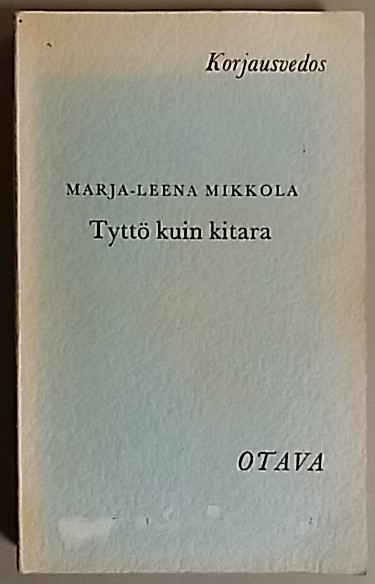 Korjausvedos
MARJA-LEENA MIKKOLA
Tyttö kuin kitara
OTAVA